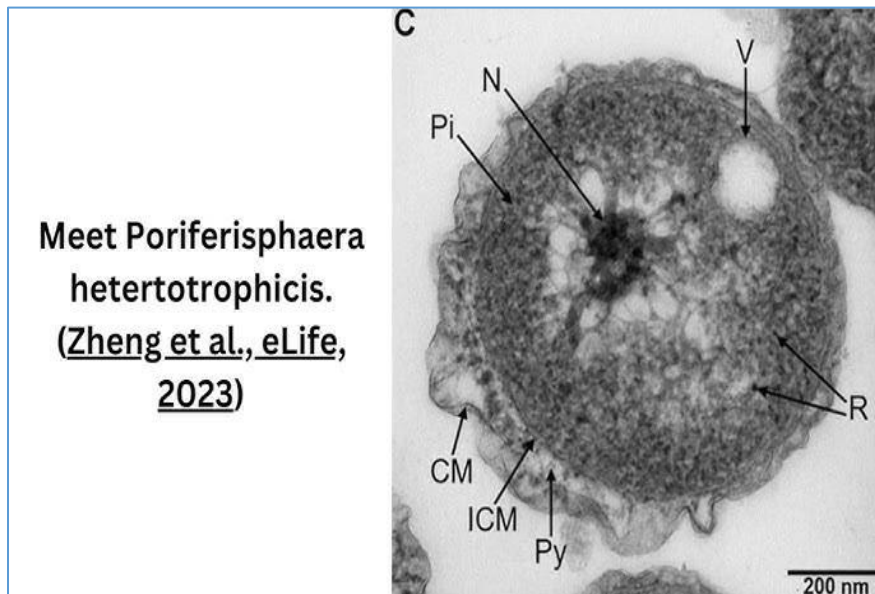 Meet Poriferisphaera
hetertotrophicis.
(Zheng et al., eLife,
2023)
C
N
V
Pi
R
CM
ICM
Py
200 nm